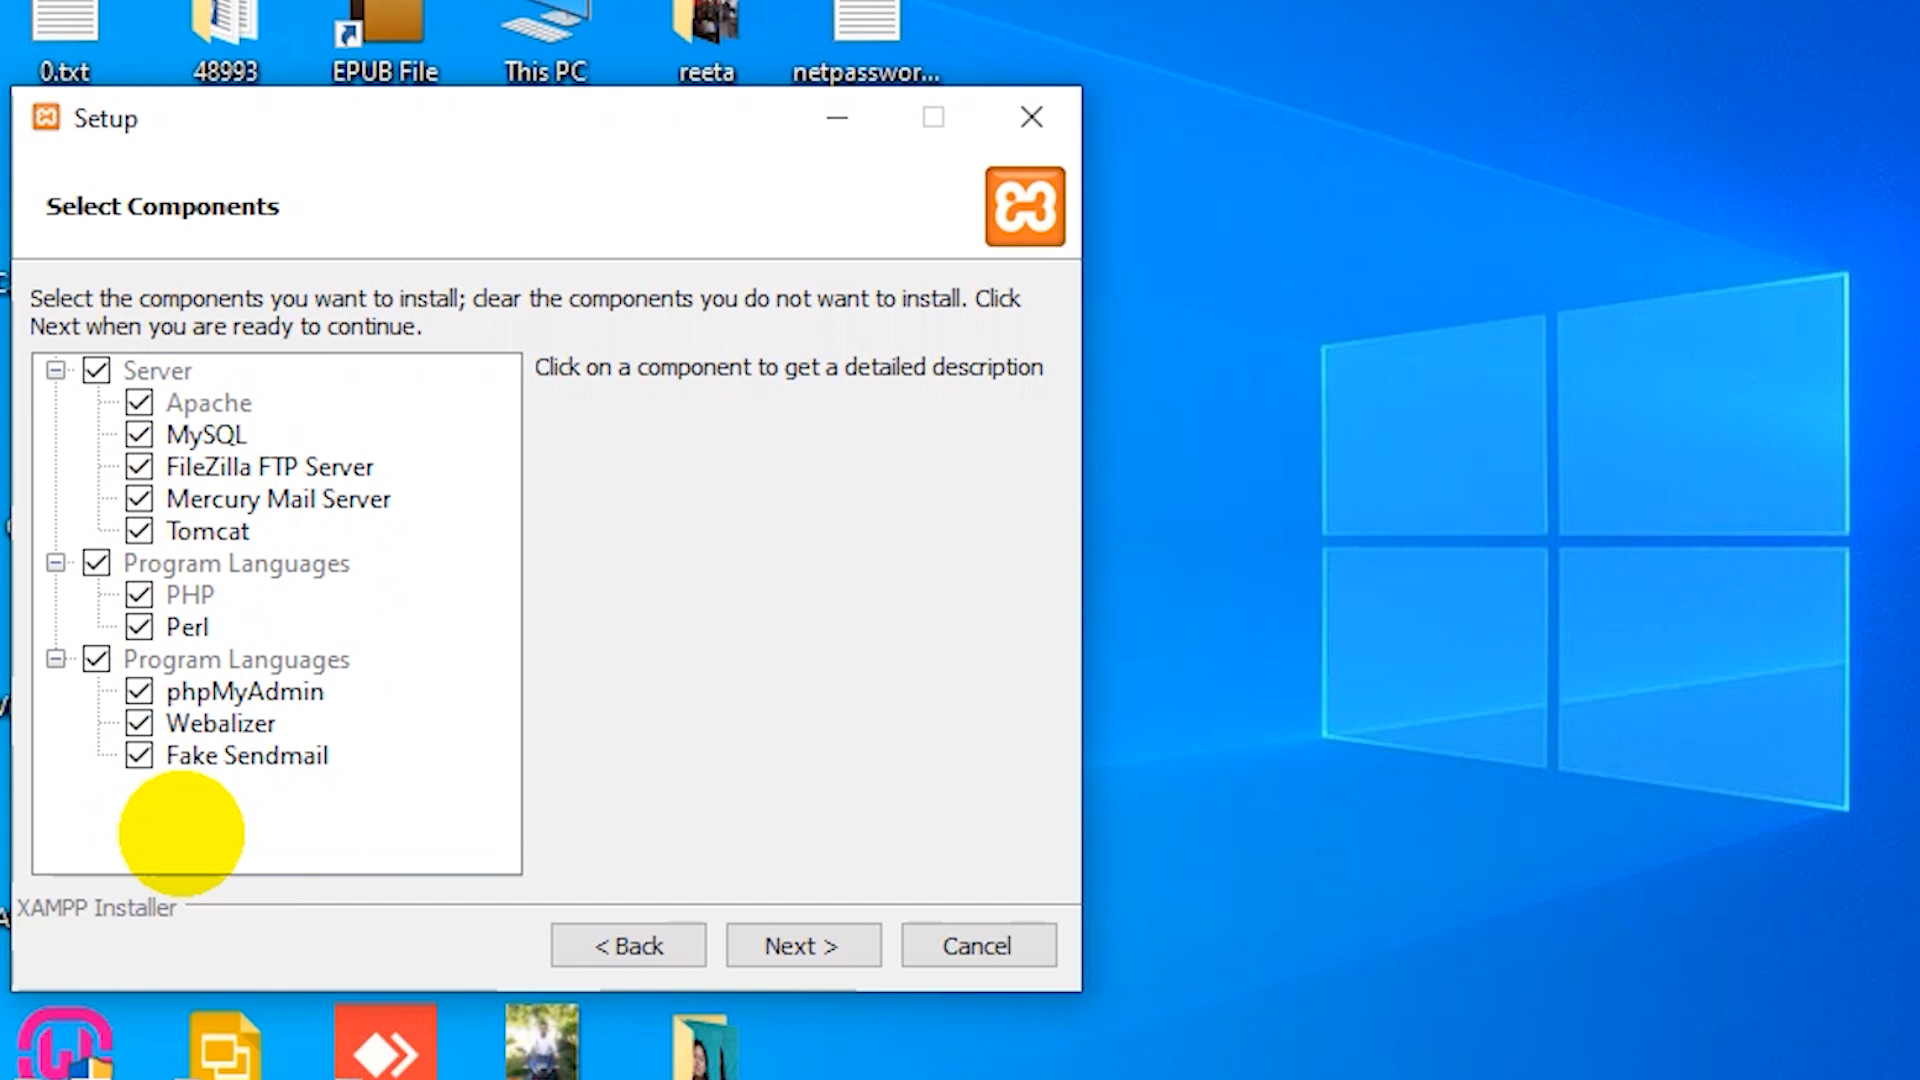 0.txt
48993
EPUB File
This PC
reeta
netpasswor...
Setup
Select Components
Select the components you want to install; clear the components you do not want to install. Click
Next when you are ready to continue.
Server
Click on a component to get a detailed description
Apache
MySQL
FileZilla FTP Server
Mercury Mail Server
Tomcat
Program Languages
PHP
Perl
Program Languages
phpMyAdmin
Webalizer
Fake Sendmail
XAMPP Installer
< Back
Next >
Cancel